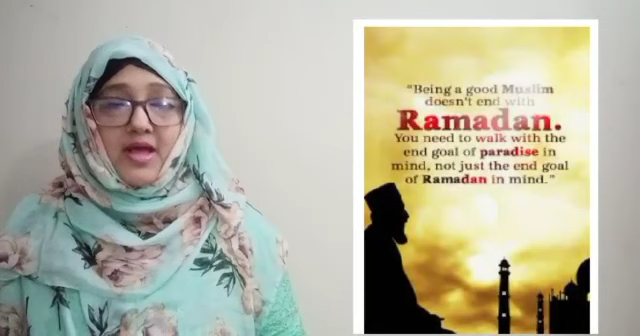 “Being a good Muslim
doesn't end with
Ramadan.
You need to walk with the
end goal of paradise in
mind, not just the end goal
of Ramadan in mind.”